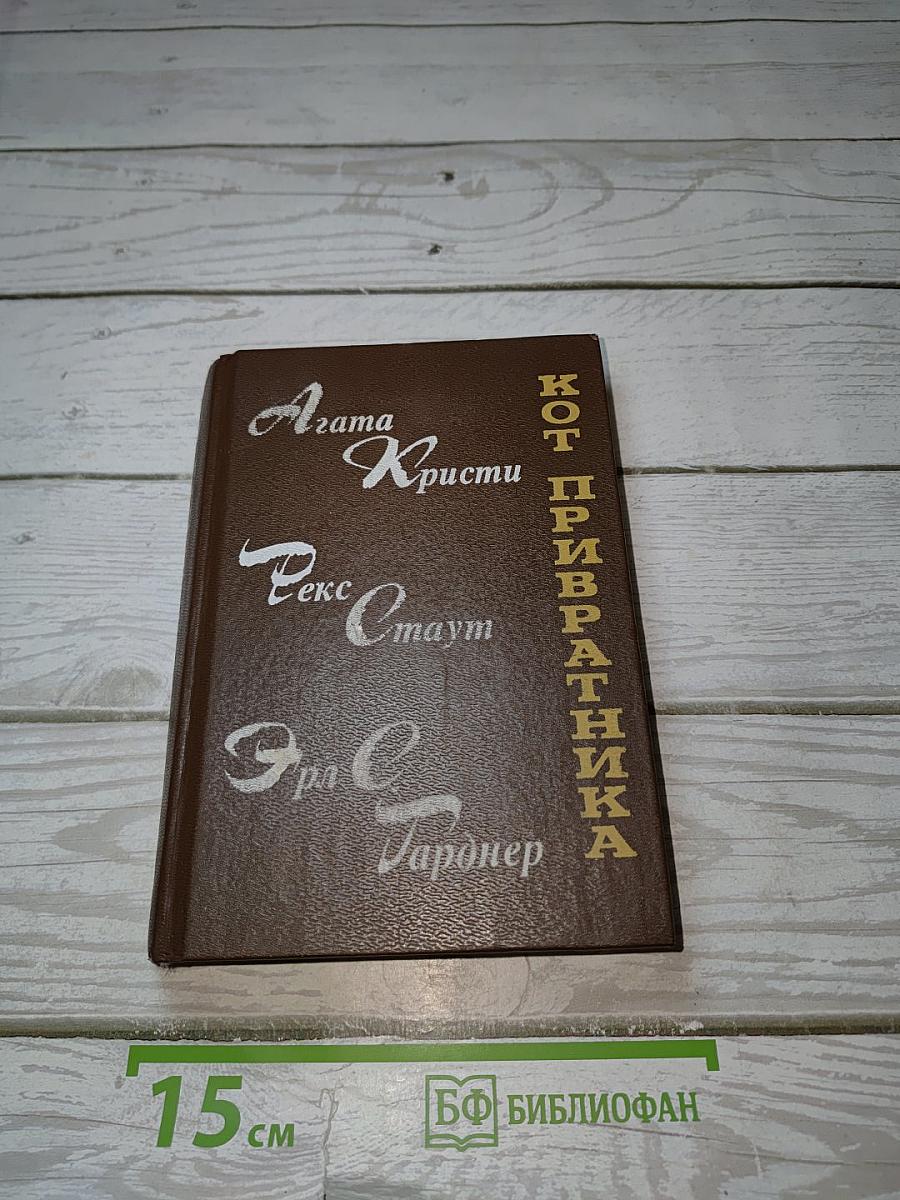 Агата
Кристи
Рекс
Стаут
Эрл С
Гарднер
КОТ ПРИВРАТНИКА
15 см
БФ БИБЛИОФАН